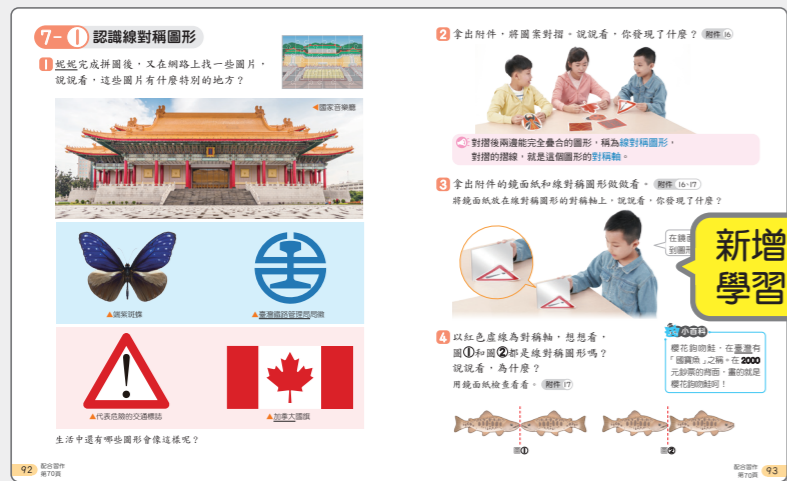 7-1 認識線對稱圖形
1 妮妮完成拼圖後，又在網路上找一些圖片，
說說看，這些圖片有什麼特別的地方？
◀國家音樂廳
▲端紫斑蝶
▲臺灣鐵路管理局局徽
▲代表危險的交通標誌
▲加拿大國旗
生活中還有哪些圖形會像這樣呢？
92 配合習作
第70頁
2 拿出附件，將圖案對摺。說說看，你發現了什麼？ 附件 16
對摺後兩邊能完全疊合的圖形，稱為線對稱圖形，
對摺的摺線，就是這個圖形的對稱軸。
3 拿出附件的鏡面紙和線對稱圖形做做看。 附件 16、17
將鏡面紙放在線對稱圖形的對稱軸上，說說看，你發現了什麼？
在鏡面
到圖形
新增
學習
4 以紅色虛線為對稱軸，想想看，
圖①和圖②都是線對稱圖形嗎？
說說看，為什麼？
用鏡面紙檢查看看。 附件 17
小百科
櫻花鉤吻鮭，在臺灣有
「國寶魚」之稱。在 2000
元鈔票的背面，畫的就是
櫻花鉤吻鮭呵！
圖①
圖②
配合習作
第70頁 93